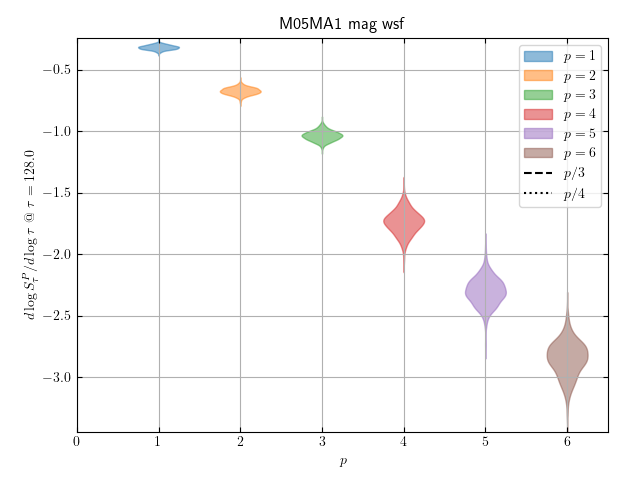 M05MA1 mag wsf
d log S_τ^P / d log τ @ τ = 128.0
−0.5
−1.0
−1.5
−2.0
−2.5
−3.0
p = 1
p = 2
p = 3
p = 4
p = 5
p = 6
p/3
p/4
0 1 2 3 4 5 6
p